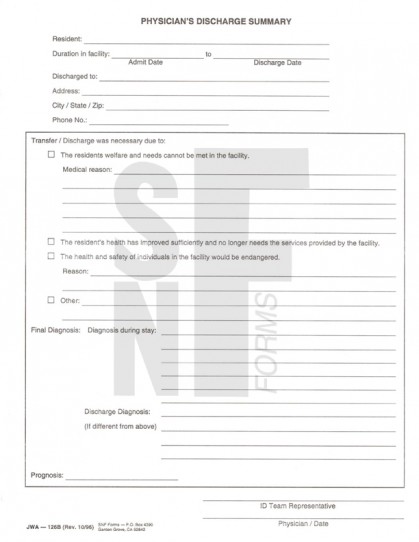 PHYSICIAN'S DISCHARGE SUMMARY
Resident:
Duration in facility: to
Admit Date Discharge Date
Discharged to:
Address:
City / State / Zip:
Phone No.:
Transfer / Discharge was necessary due to:
The residents welfare and needs cannot be met in the facility.
Medical reason:
The resident's health has improved sufficiently and no longer needs the services provided by the facility.
The health and safety of individuals in the facility would be endangered.
Reason:
Other:
SNF
FORMS
Final Diagnosis: Diagnosis during stay:
Discharge Diagnosis:
(If different from above)
Prognosis:
ID Team Representative
Physician / Date
JWA — 126B (Rev. 10/96) SNF Forms — P.O. Box
Garden Grove, CA